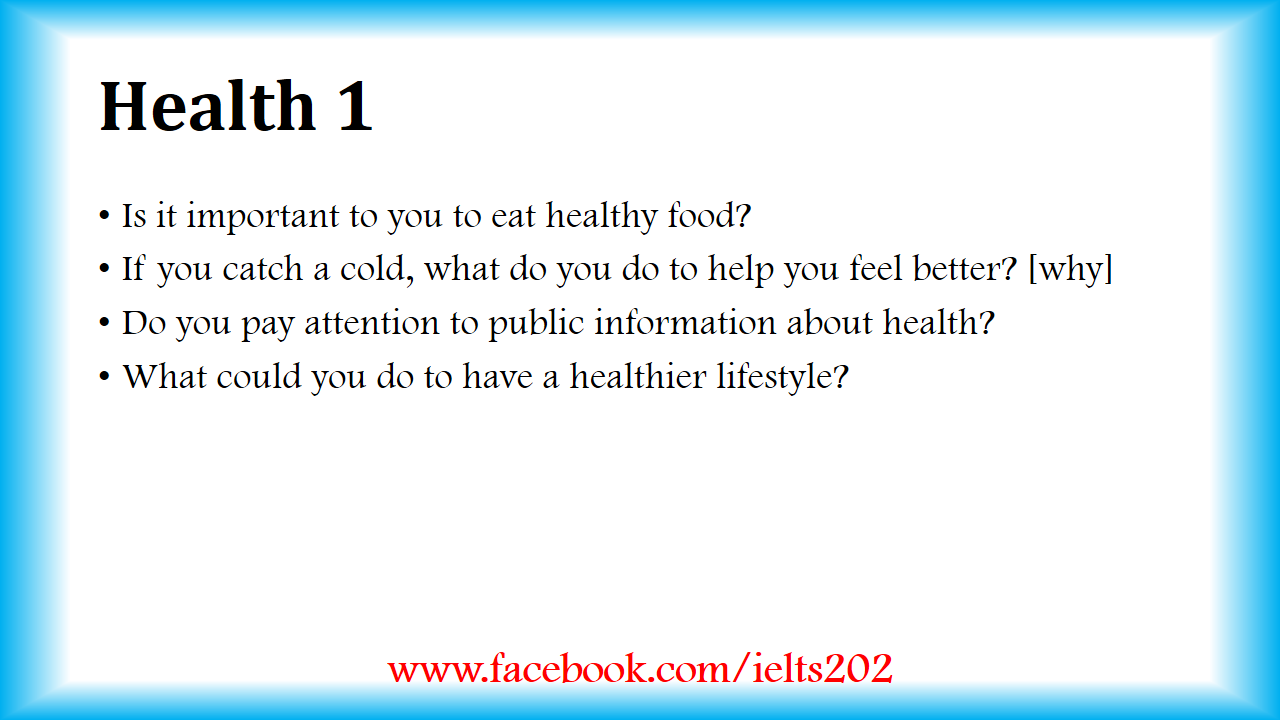 Health 1
• Is it important to you to eat healthy food?
• If you catch a cold, what do you do to help you feel better? [why]
• Do you pay attention to public information about health?
• What could you do to have a healthier lifestyle?
www.facebook.com/ielts202